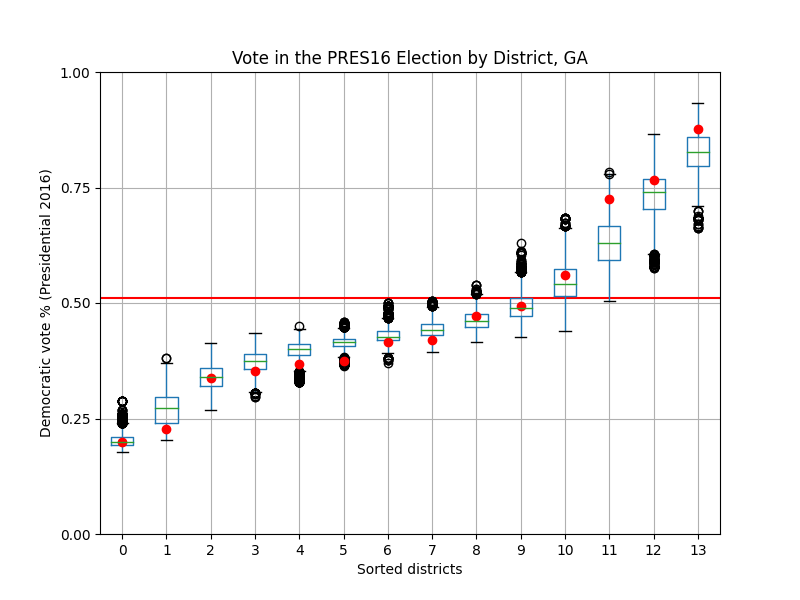 Vote in the PRES16 Election by District, GA
1.00
0.75
0.50
0.25
0.00
Democratic vote % (Presidential 2016)
0 1 2 3 4 5 6 7 8 9 10 11 12 13
Sorted districts